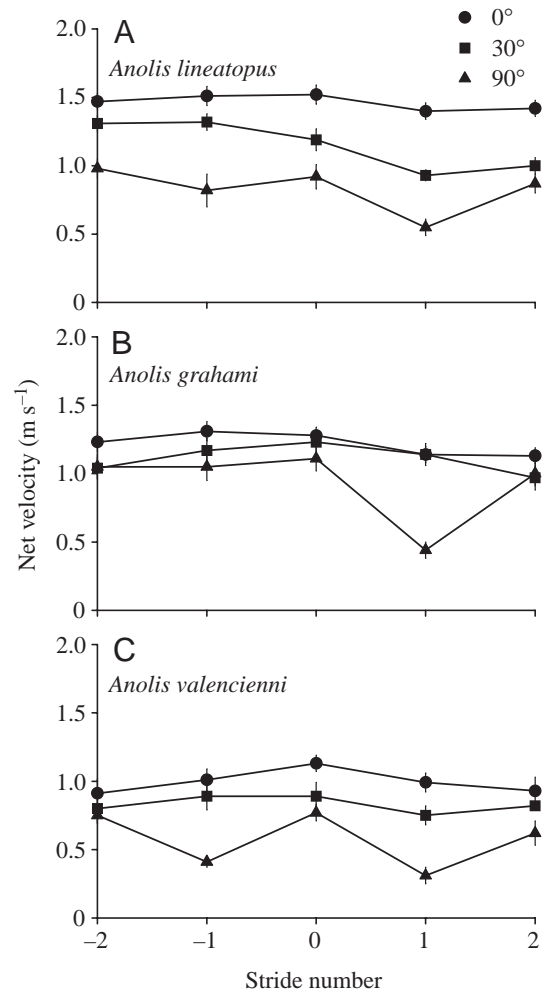 0°
30°
90°
A
Anolis lineatopus
2.0
1.5
1.0
0.5
0
B
Anolis grahami
2.0
1.5
1.0
0.5
0
C
Anolis valencienni
2.0
1.5
1.0
0.5
0
–2 –1 0 1 2
Net velocity (m s–1)
Stride number